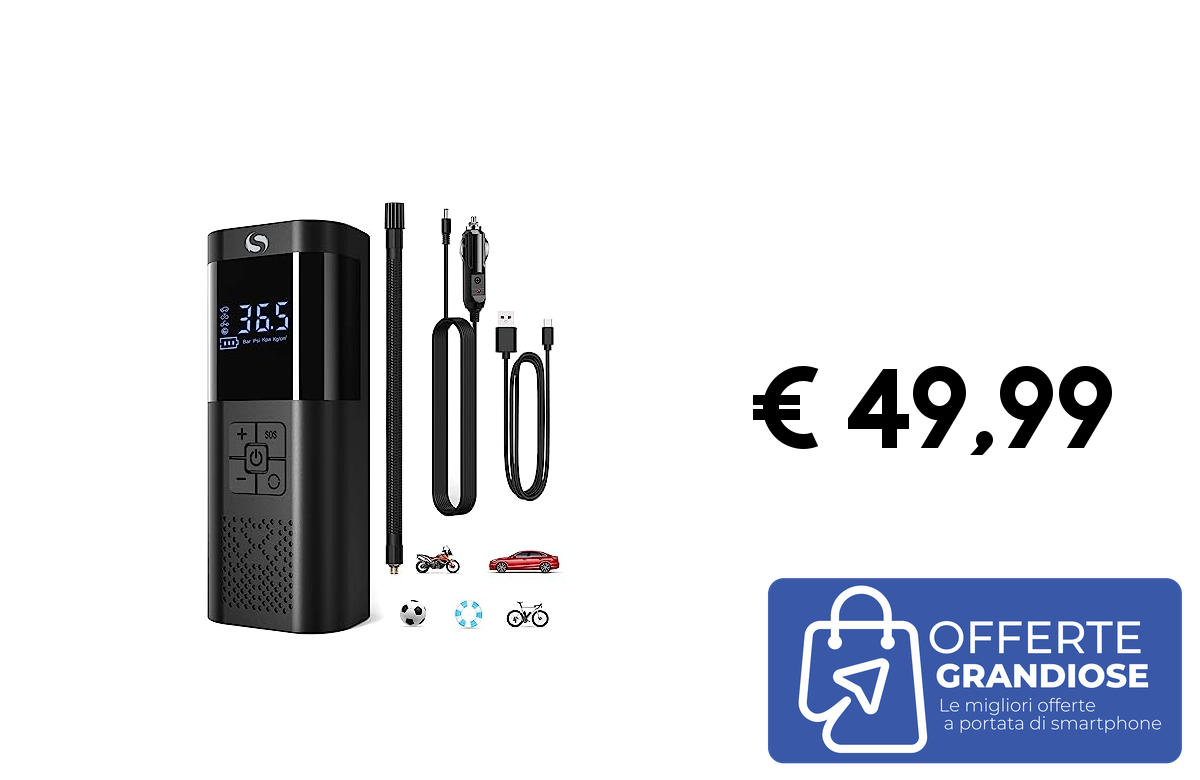 36.5
Bar Psi Kpa Kg/cm²
SOS
€ 49,99
OFFERTE
GRANDIOSE
Le migliori offerte
a portata di smartphone